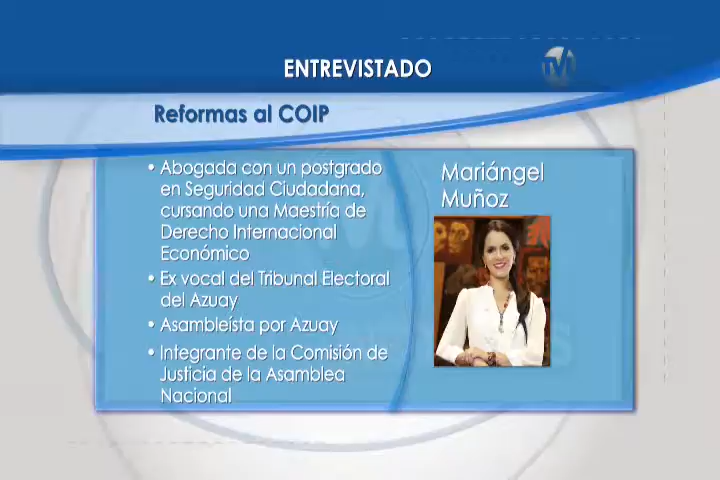 ENTREVISTADO
Reformas al COIP
• Abogada con un postgrado
en Seguridad Ciudadana,
cursando una Maestría de
Derecho Internacional
Económico
• Ex vocal del Tribunal Electoral
del Azuay
• Asambleísta por Azuay
• Integrante de la Comisión de
Justicia de la Asamblea
Nacional
Mariángel
Muñoz